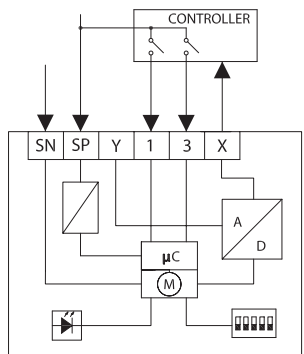 CONTROLLER
SN SP Y 1 3 X
A
D
μC
M